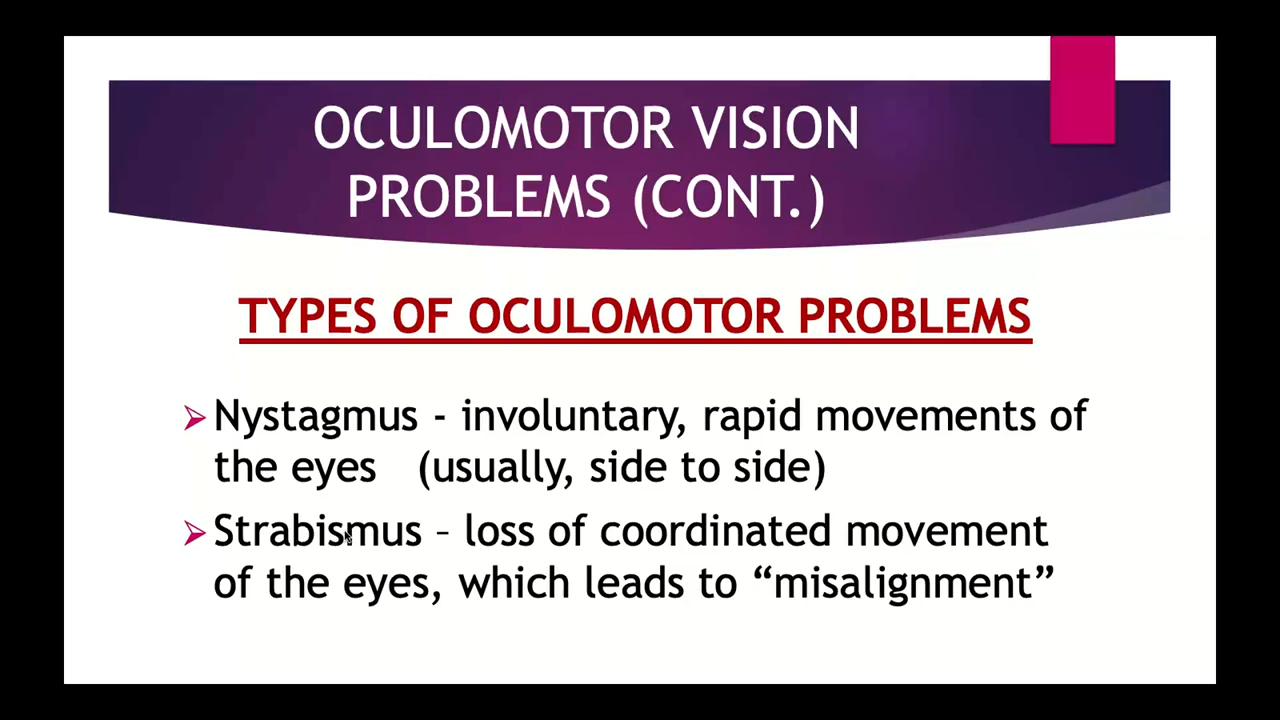 OCULOMOTOR VISION
PROBLEMS (CONT.)
TYPES OF OCULOMOTOR PROBLEMS
➢Nystagmus - involuntary, rapid movements of
the eyes (usually, side to side)
➢Strabismus – loss of coordinated movement
of the eyes, which leads to “misalignment”